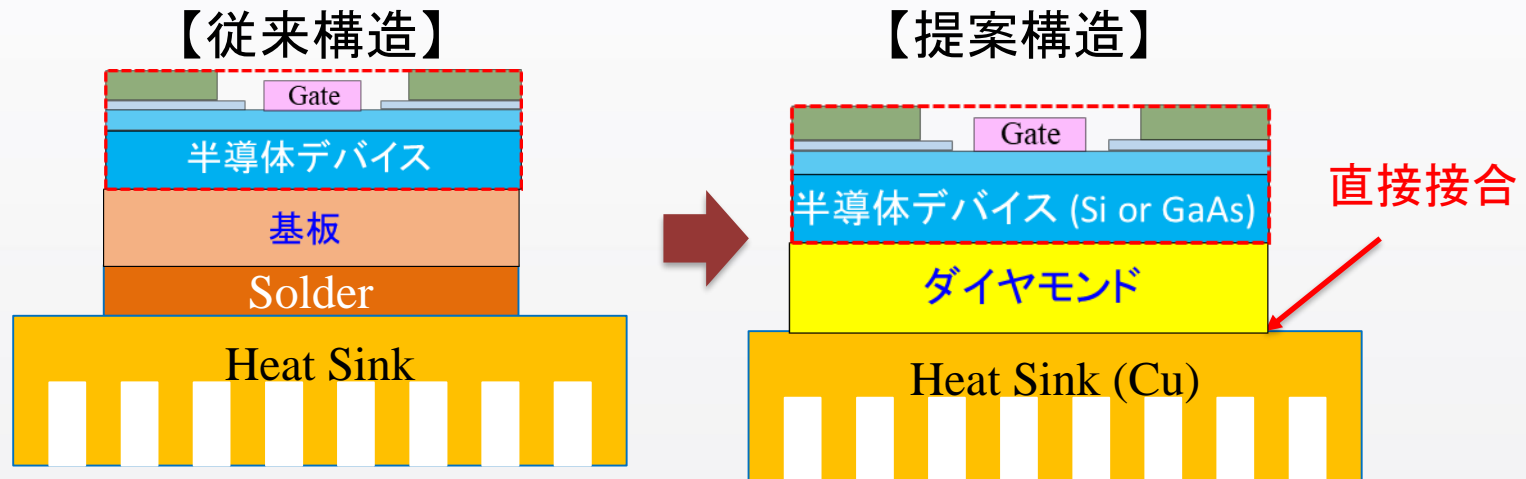 【従来構造】
Gate
半導体デバイス
基板
Solder
Heat Sink
【提案構造】
Gate
半導体デバイス (Si or GaAs)
ダイヤモンド
Heat Sink (Cu)
直接接合